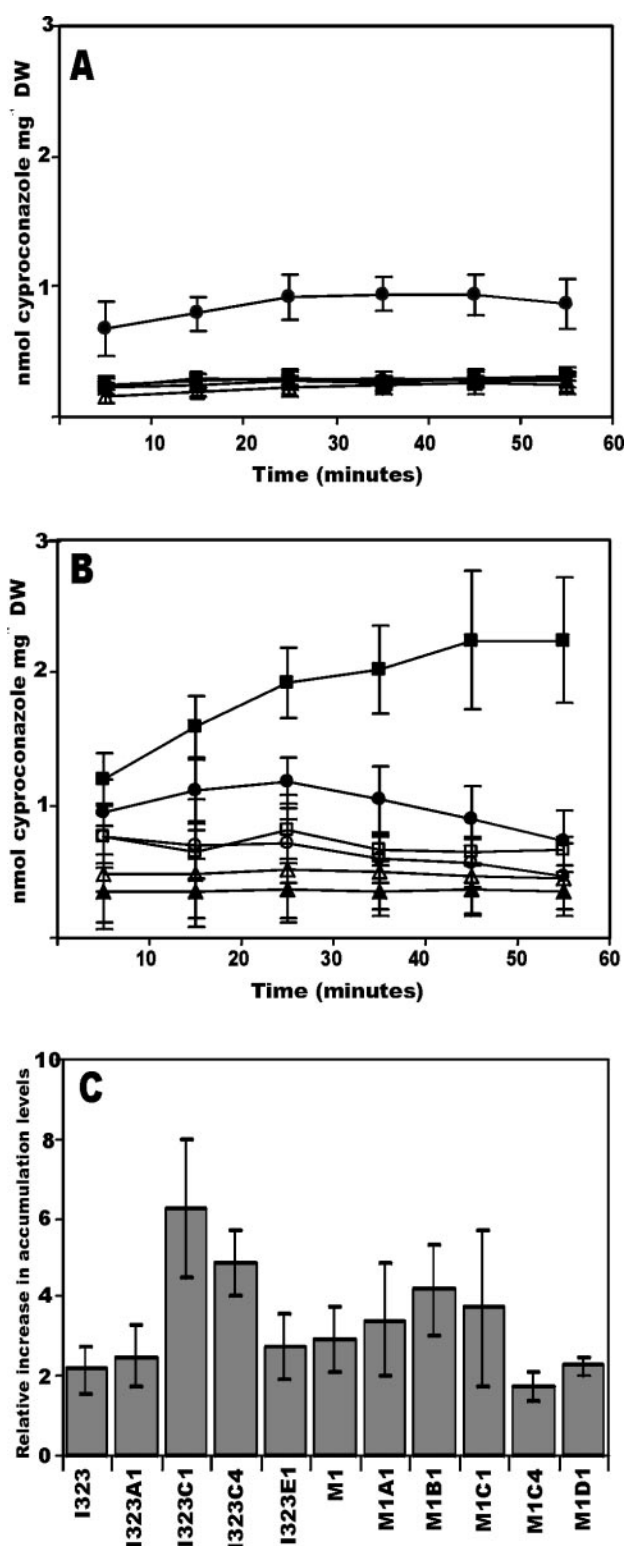 A
nmol cyproconazole mg⁻¹ DW
3
2
1
10 20 30 40 50 60
Time (minutes)
B
nmol cyproconazole mg DW
3
2
1
10 20 30 40 50 60
Time (minutes)
C
Relative increase in accumulation levels
10
8
6
4
2
0
I323 I323A1 I323C1 I323C4 I323E1 M1 M1A1 M1B1 M1C1 M1C4 M1D1